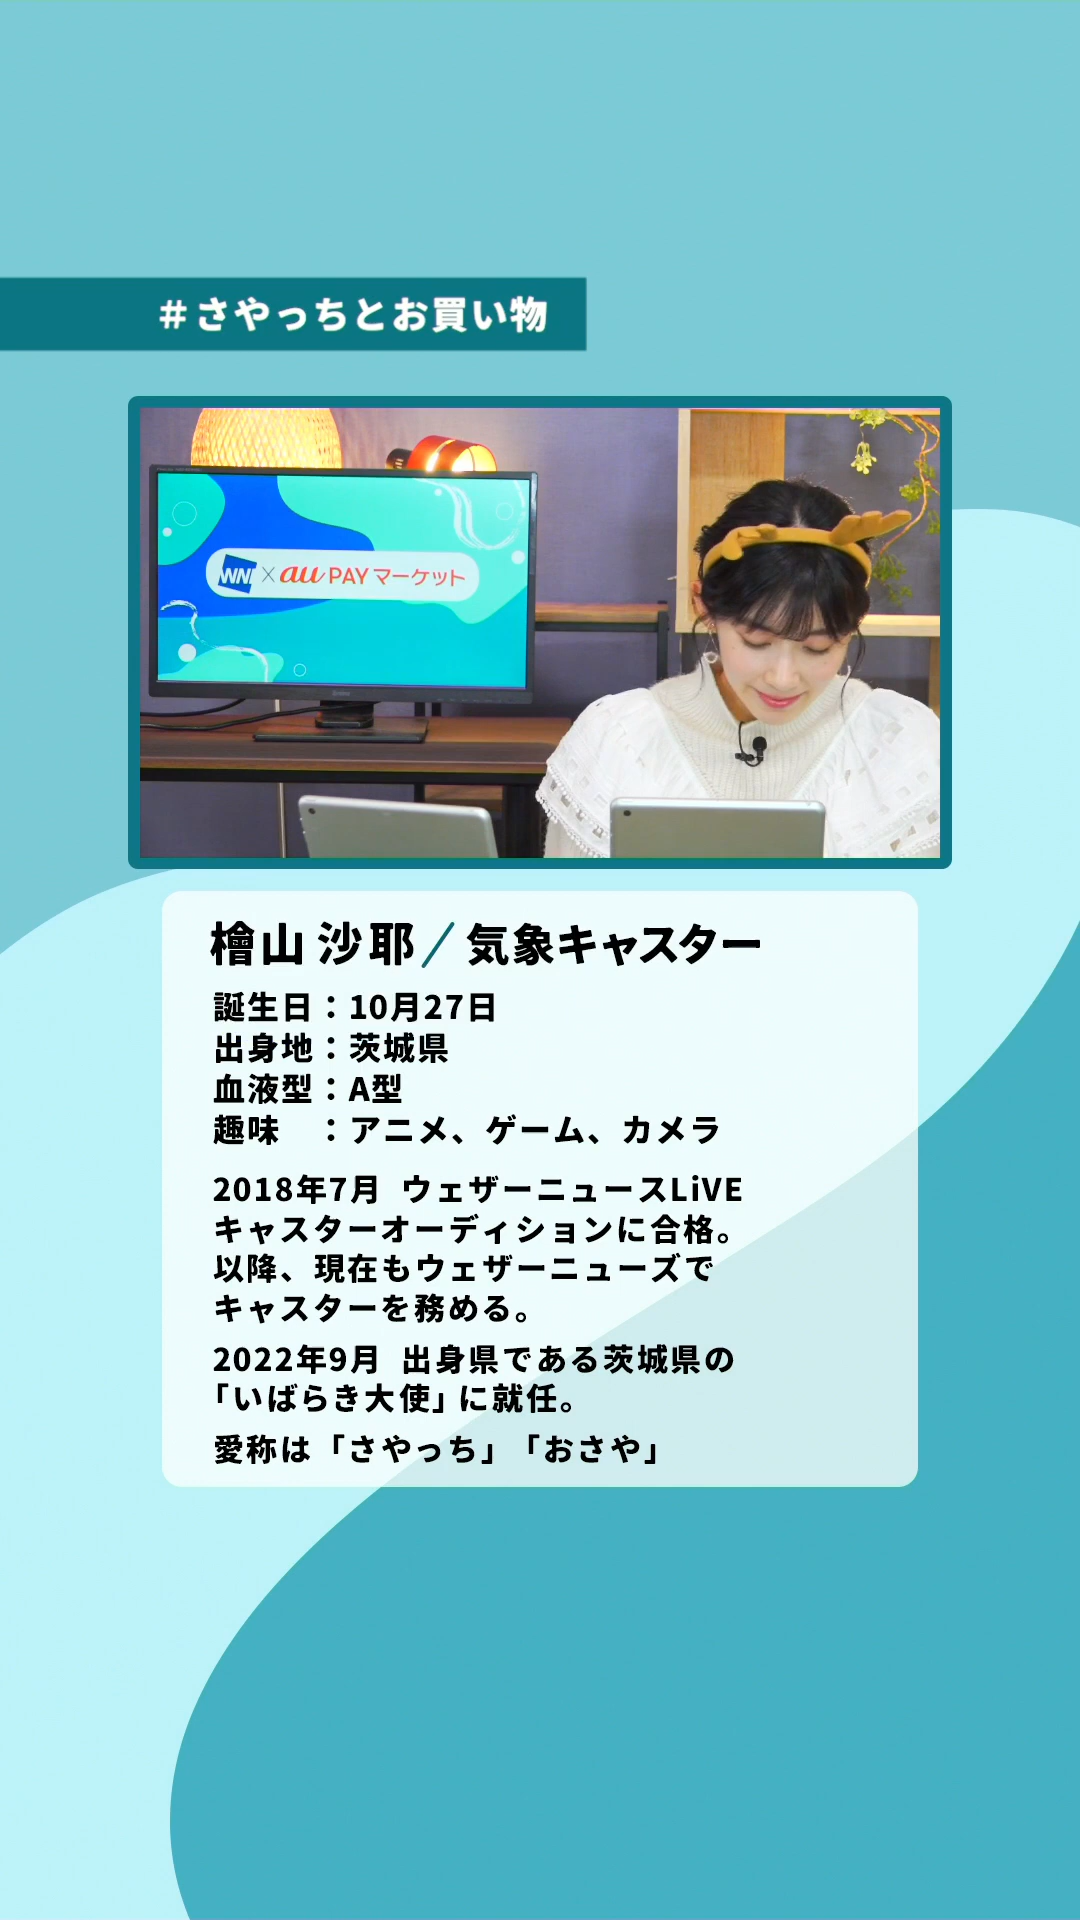 ＃さやっちとお買い物
WNI × au PAY マーケット
檜山 沙耶／気象キャスター
誕生日：10月27日
出身地：茨城県
血液型：A型
趣味　：アニメ、ゲーム、カメラ
2018年7月 ウェザーニュースLiVE
キャスターオーディションに合格。
以降、現在もウェザーニューズで
キャスターを務める。
2022年9月 出身県である茨城県の
「いばらき大使」に就任。
愛称は「さやっち」「おさや」